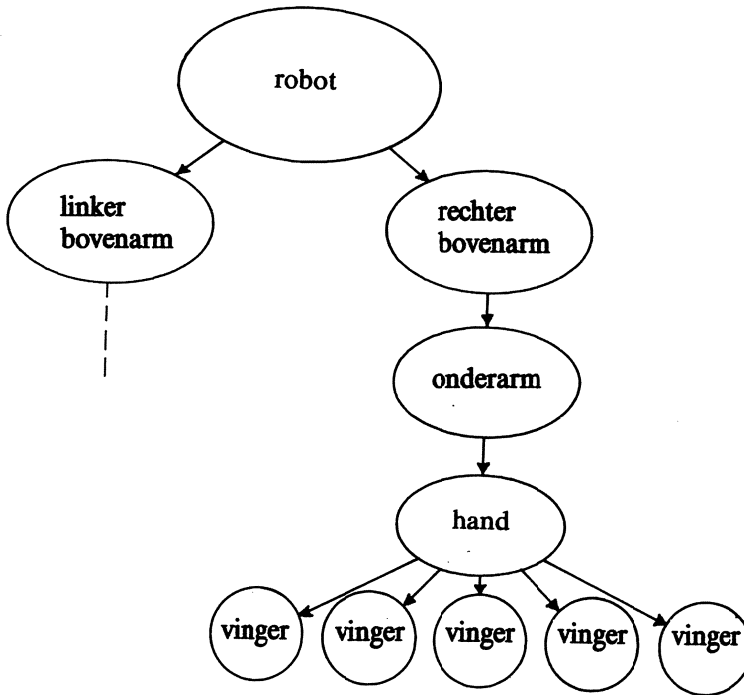 robot
linker
bovenarm
rechter
bovenarm
onderarm
hand
vinger
vinger
vinger
vinger
vinger